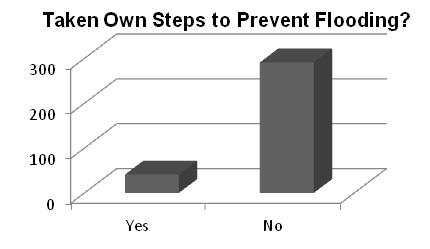 Taken Own Steps to Prevent Flooding?
300
200
100
0
Yes No